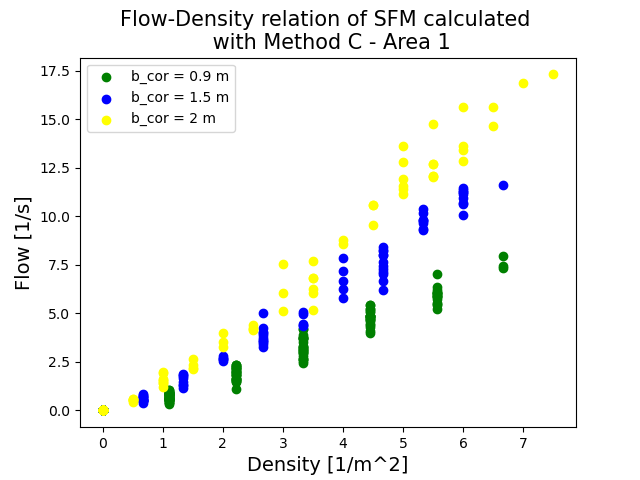 Flow-Density relation of SFM calculated
with Method C - Area 1
b_cor = 0.9 m
b_cor = 1.5 m
b_cor = 2 m
Flow [1/s]
17.5
15.0
12.5
10.0
7.5
5.0
2.5
0.0
0 1 2 3 4 5 6 7
Density [1/m^2]